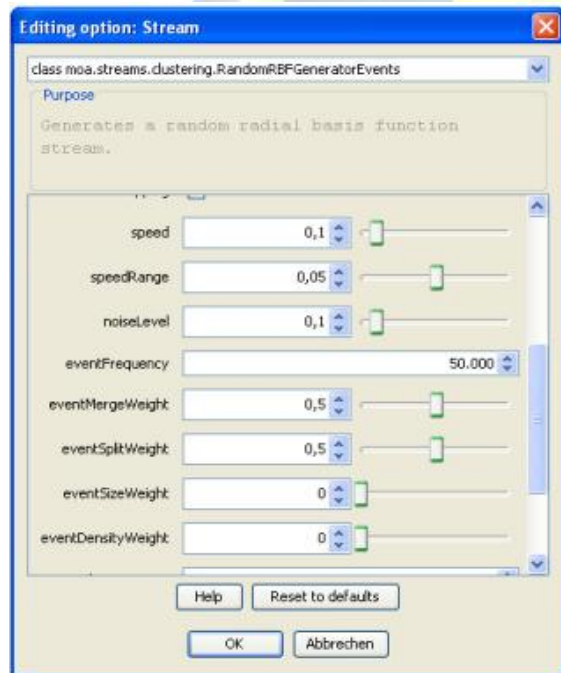 Editing option: Stream
class moa.streams.clustering.RandomRBFGeneratorEvents
Purpose
Generates a random radial basis function
stream.
speed 0,1
speedRange 0,05
noiseLevel 0,1
eventFrequency 50.000
eventMergeWeight 0,5
eventSplitWeight 0,5
eventSizeWeight 0
eventDensityWeight 0
Help Reset to defaults
OK Abbrechen